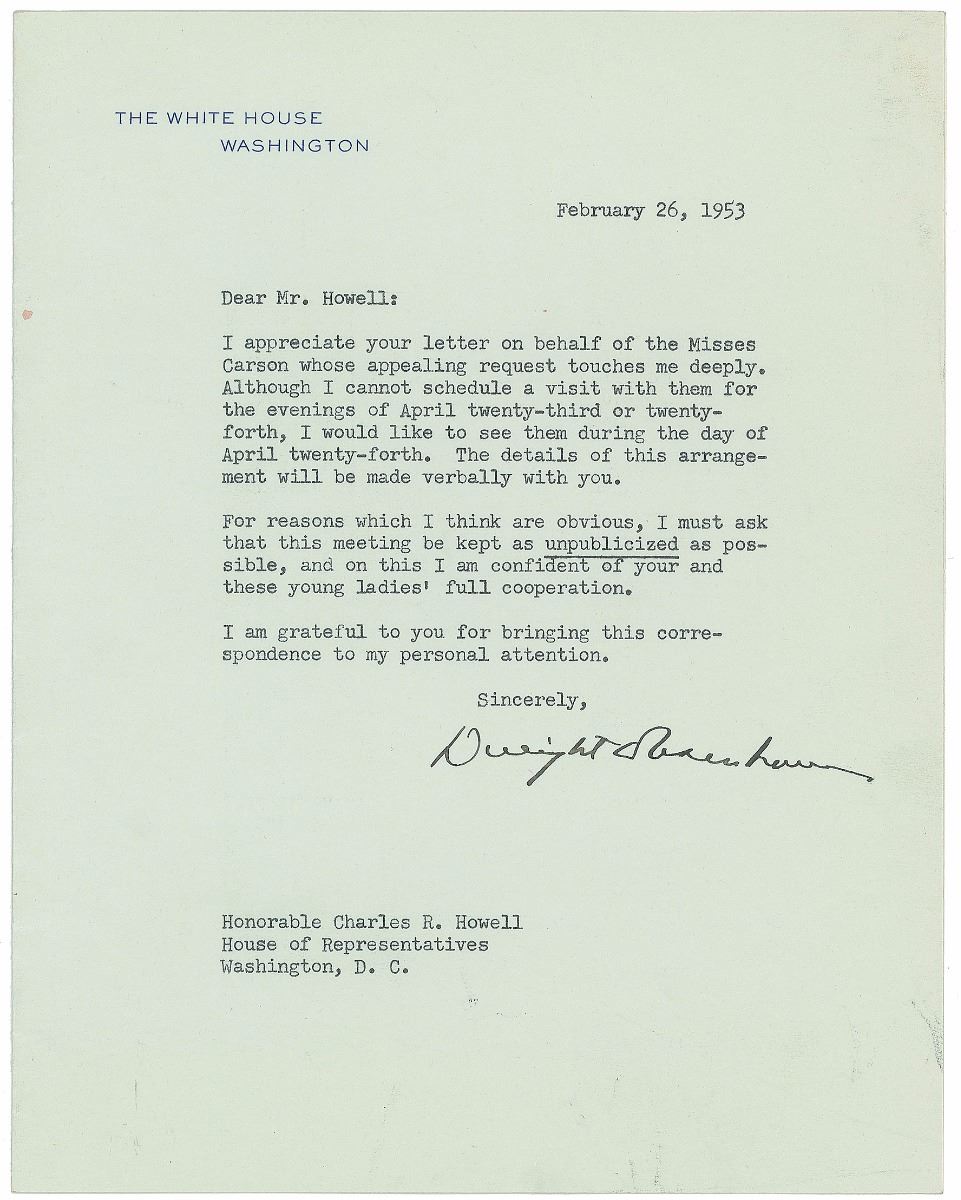 THE WHITE HOUSE
WASHINGTON
February 26, 1953
Dear Mr. Howell:
I appreciate your letter on behalf of the Misses
Carson whose appealing request touches me deeply.
Although I cannot schedule a visit with them for
the evenings of April twenty-third or twenty-
forth, I would like to see them during the day of
April twenty-forth.  The details of this arrange-
ment will be made verbally with you.
For reasons which I think are obvious, I must ask
that this meeting be kept as unpublicized as pos-
sible, and on this I am confident of your and
these young ladies' full cooperation.
I am grateful to you for bringing this corre-
spondence to my personal attention.
Sincerely,
Dwight Eisenhower
Honorable Charles R. Howell
House of Representatives
Washington, D. C.